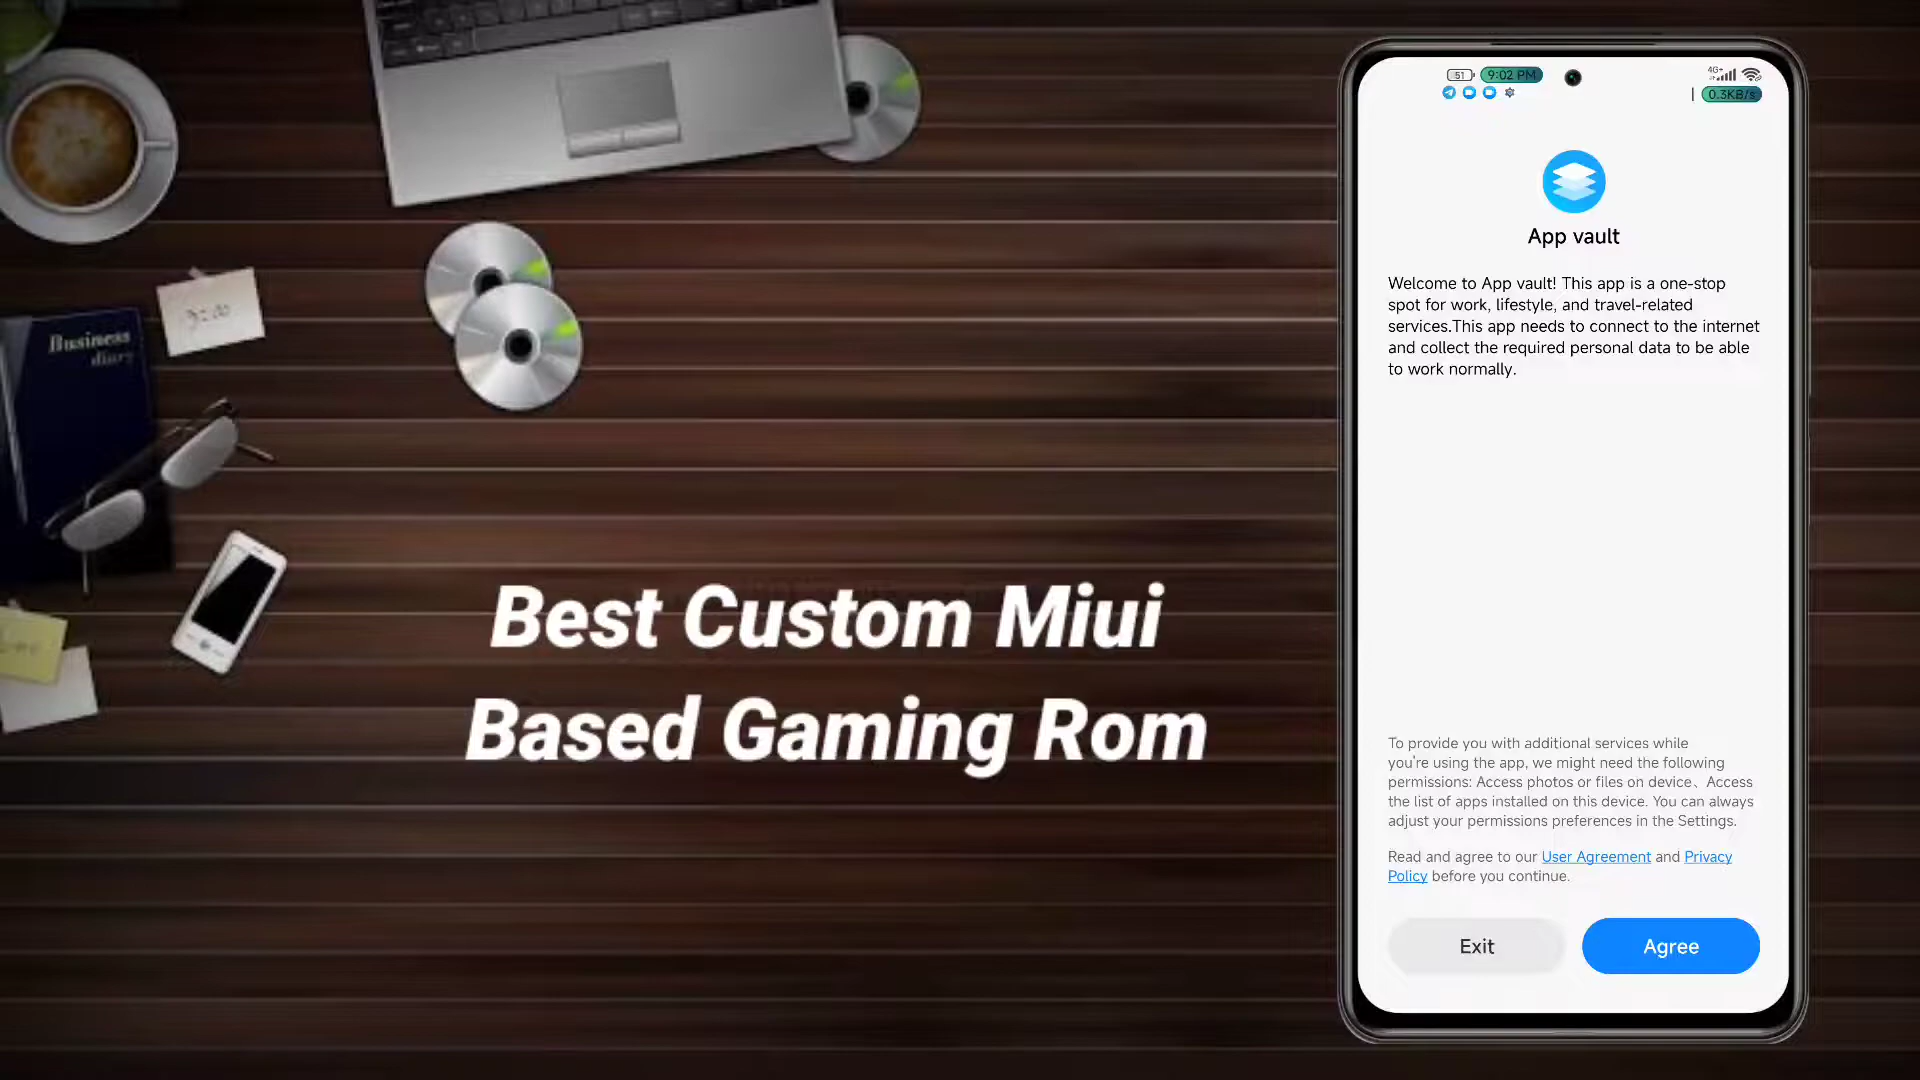 Business
diary
Best Custom Miui
Based Gaming Rom
51
9:02 PM
4G+
0.3KB/s
App vault
Welcome to App vault! This app is a one-stop
spot for work, lifestyle, and travel-related
services.This app needs to connect to the internet
and collect the required personal data to be able
to work normally.
To provide you with additional services while
you're using the app, we might need the following
permissions: Access photos or files on device、Access
the list of apps installed on this device. You can always
adjust your permissions preferences in the Settings.
Read and agree to our User Agreement and Privacy
Policy before you continue.
Exit
Agree